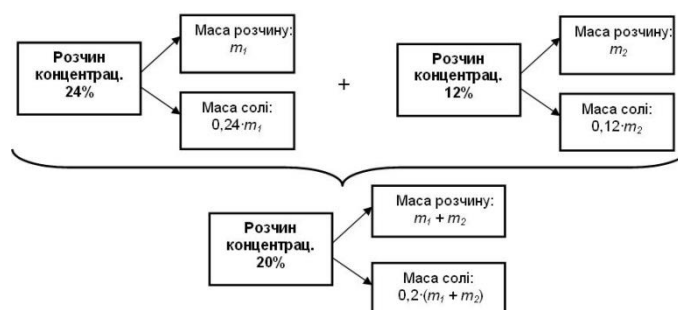 Розчин
концентрац.
24%
Маса розчину:
m₁
Маса солі:
0,24·m₁
+
Розчин
концентрац.
12%
Маса розчину:
m₂
Маса солі:
0,12·m₂
Розчин
концентрац.
20%
Маса розчину:
m₁ + m₂
Маса солі:
0,2·(m₁ + m₂)